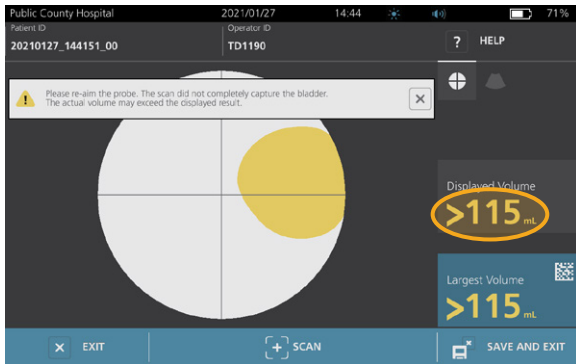 Public County Hospital 2021/01/27 14:44 71%
Patient ID Operator ID
20210127_144151_00 TD1190
? HELP
Please re-aim the probe. The scan did not completely capture the bladder.
The actual volume may exceed the displayed result.
Displayed Volume
>115 mL
Largest Volume
>115 mL
EXIT SCAN SAVE AND EXIT